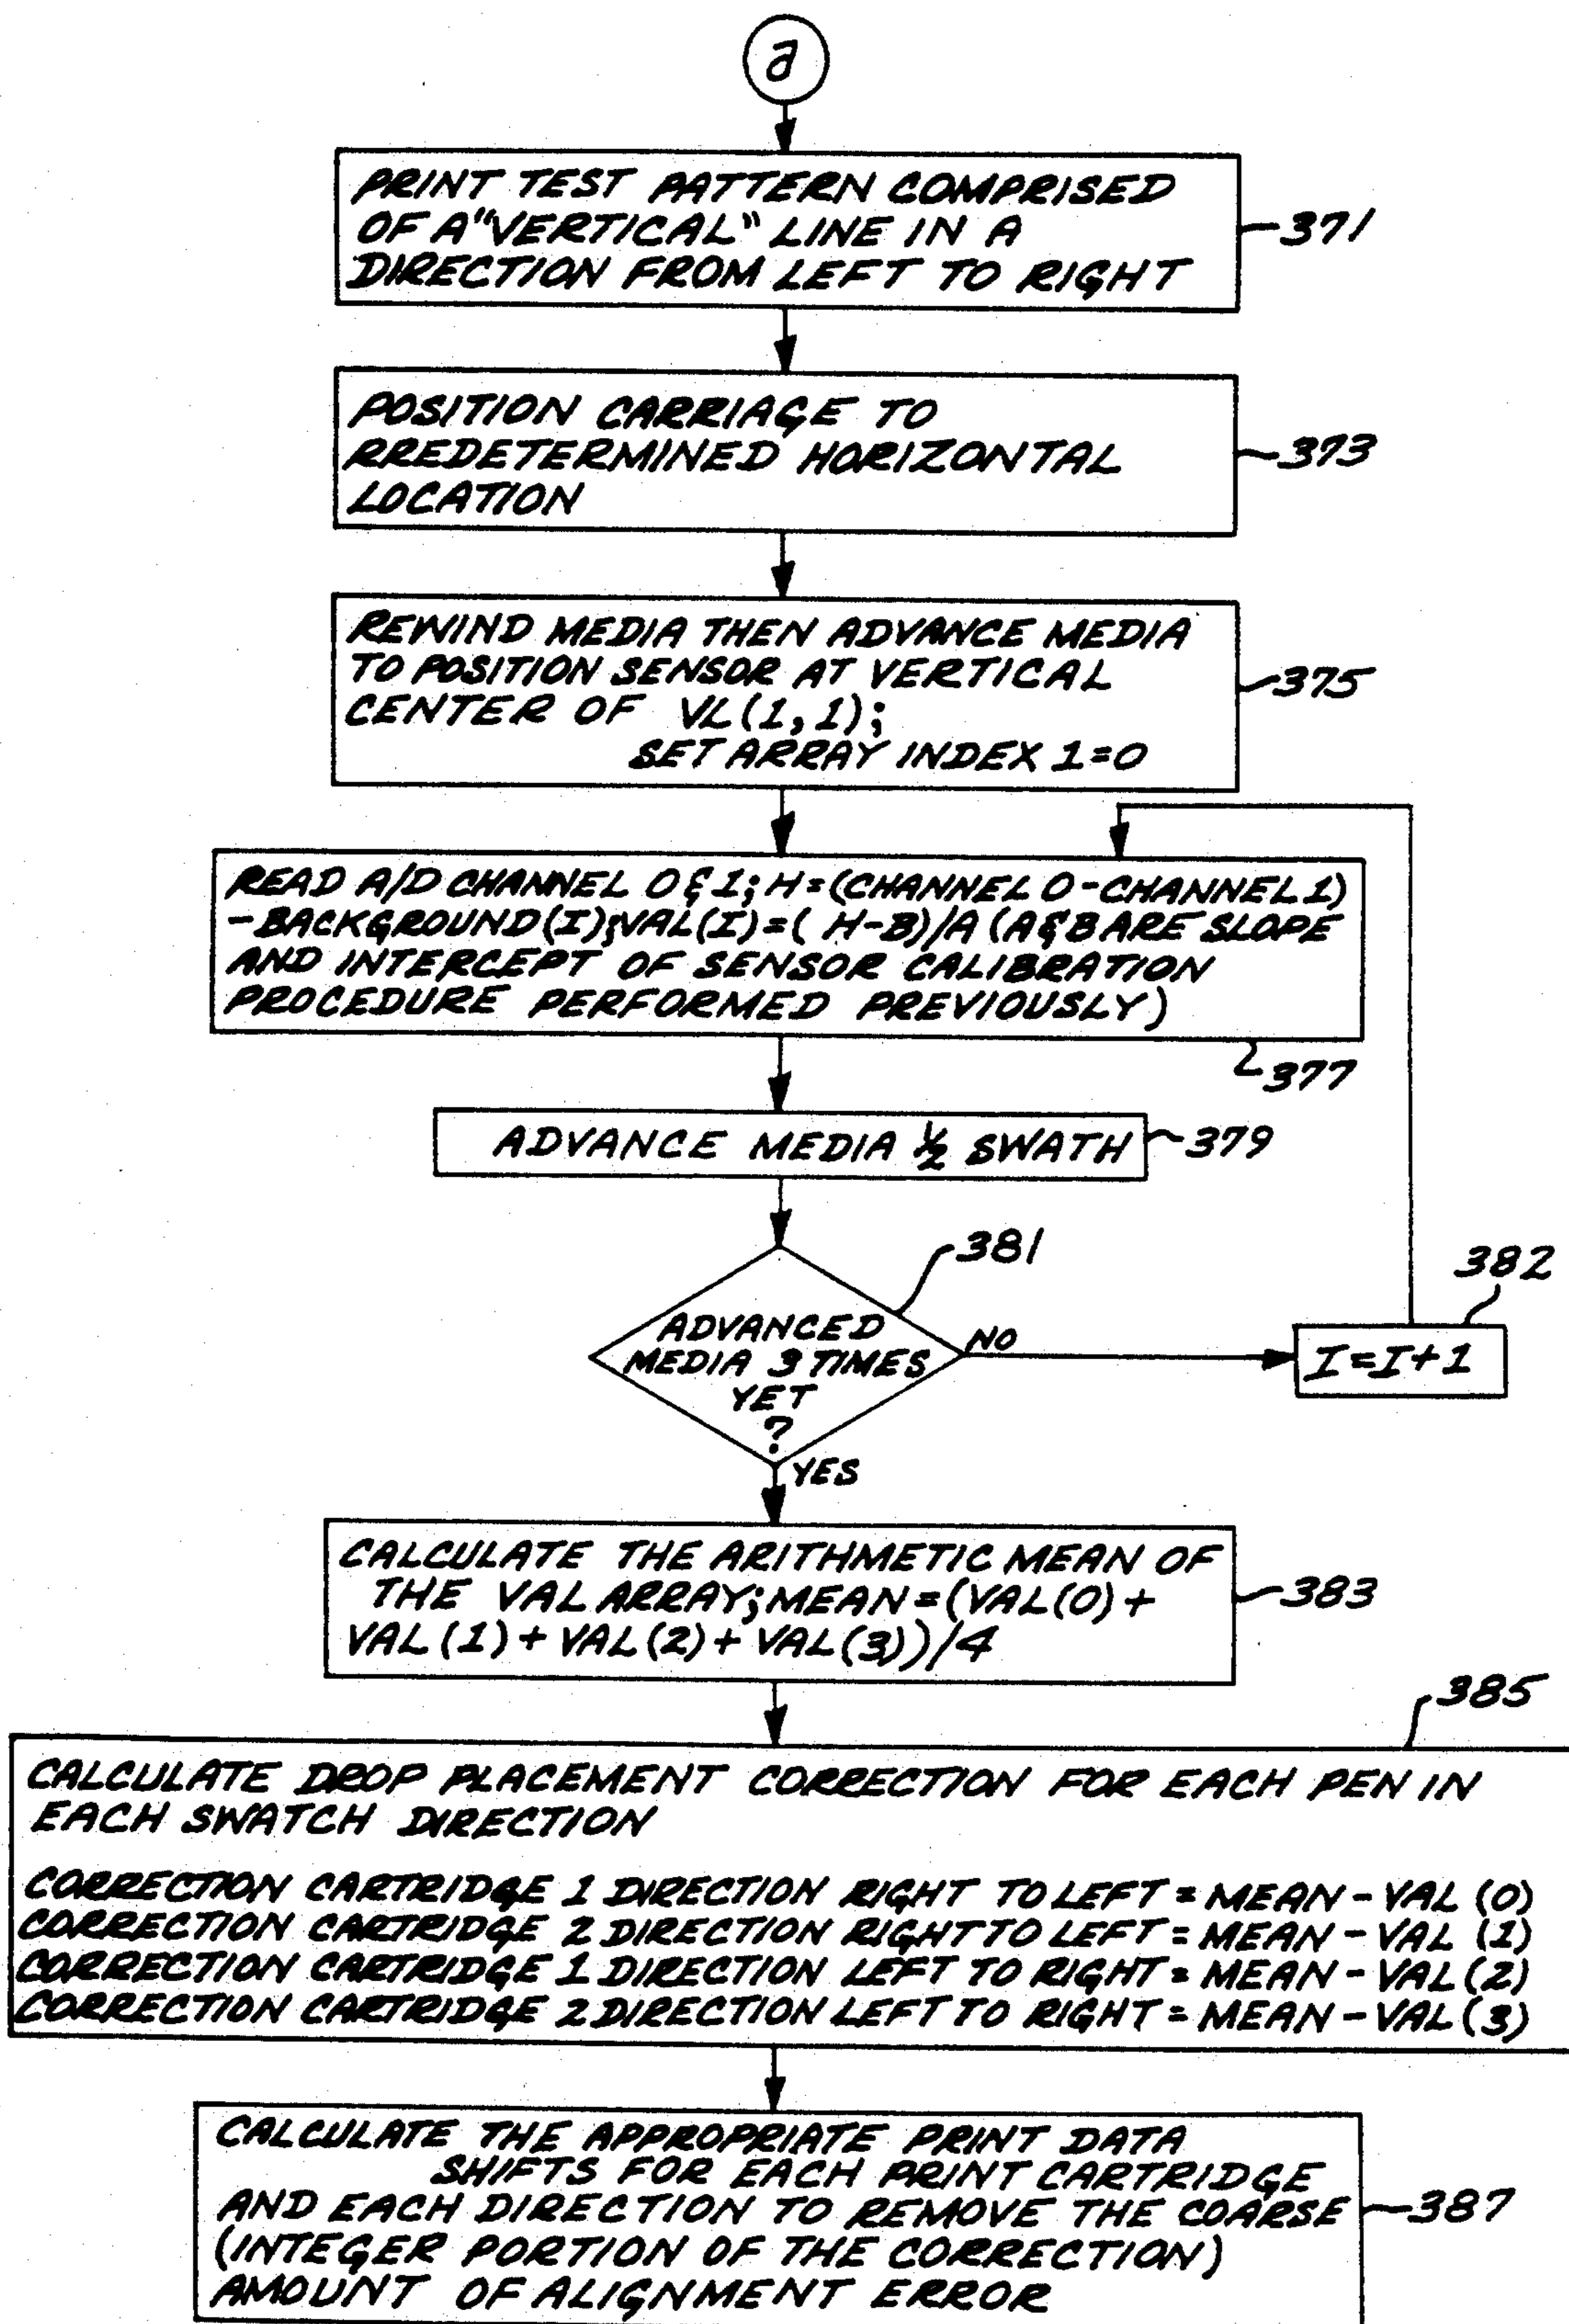 a
PRINT TEST PATTERN COMPRISED
OF A "VERTICAL" LINE IN A
DIRECTION FROM LEFT TO RIGHT
371
POSITION CARRIAGE TO
RREDETERMINED HORIZONTAL
LOCATION
373
REWIND MEDIA THEN ADVANCE MEDIA
TO POSITION SENSOR AT VERTICAL
CENTER OF VL(1,1);
SET ARRAY INDEX 1=0
375
READ A/D CHANNEL 0 & 1; H=(CHANNEL 0-CHANNEL 1)
-BACKGROUND(I);VAL(I)=( H-B)/A (A&B ARE SLOPE
AND INTERCEPT OF SENSOR CALIBRATION
PROCEDURE PERFORMED PREVIOUSLY)
377
ADVANCE MEDIA 1/2 SWATH
379
381
ADVANCED
MEDIA 3 TIMES
YET
?
NO
382
I=I+1
YES
CALCULATE THE ARITHMETIC MEAN OF
THE VAL ARRAY; MEAN=(VAL(0)+
VAL(1)+VAL(2)+VAL(3))/4
383
385
CALCULATE DROP PLACEMENT CORRECTION FOR EACH PEN IN
EACH SWATCH DIRECTION
CORRECTION CARTRIDGE 1 DIRECTION RIGHT TO LEFT = MEAN-VAL (0)
CORRECTION CARTRIDGE 2 DIRECTION RIGHT TO LEFT = MEAN-VAL (1)
CORRECTION CARTRIDGE 1 DIRECTION LEFT TO RIGHT = MEAN-VAL(2)
CORRECTION CARTRIDGE 2 DIRECTION LEFT TO RIGHT = MEAN-VAL(3)
CALCULATE THE APPROPRIATE PRINT DATA
SHIFTS FOR EACH PRINT CARTRIDGE
AND EACH DIRECTION TO REMOVE THE COARSE
(INTEGER PORTION OF THE CORRECTION)
AMOUNT OF ALIGNMENT ERROR
387